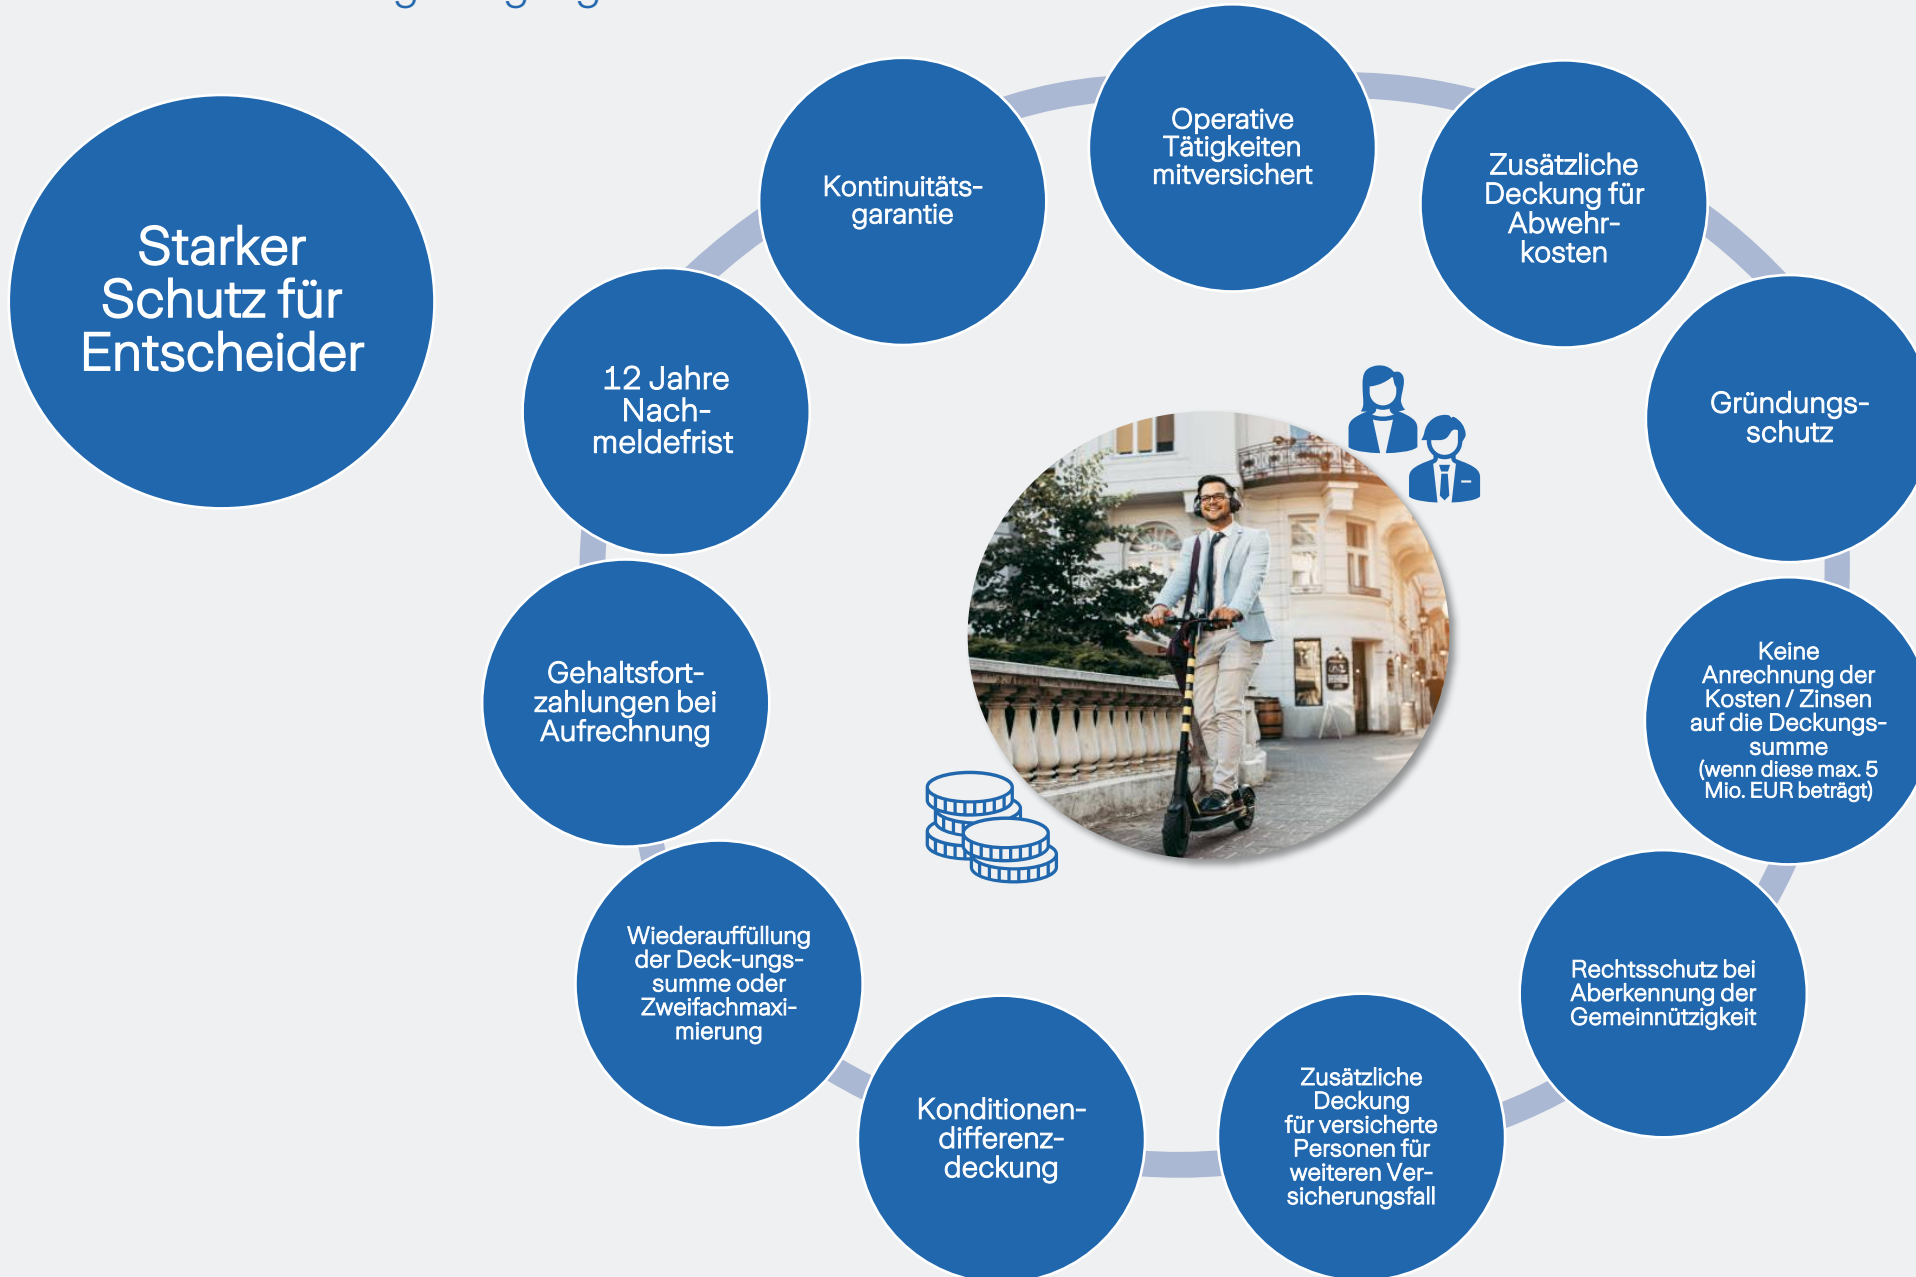 Starker
Schutz für
Entscheider
Operative
Tätigkeiten
mitversichert
Zusätzliche
Deckung für
Abwehr-
kosten
Gründungs-
schutz
Keine
Anrechnung der
Kosten / Zinsen
auf die Deckungs-
summe
(wenn diese max. 5
Mio. EUR beträgt)
Rechtsschutz bei
Aberkennung der
Gemeinnützigkeit
Zusätzliche
Deckung
für versicherte
Personen für
weiteren Ver-
sicherungsfall
Konditionen-
differenz-
deckung
Wiederauffüllung
der Deck-ungs-
summe oder
Zweifachmaxi-
mierung
Gehaltsfort-
zahlungen bei
Aufrechnung
12 Jahre
Nach-
meldefrist
Kontinuitäts-
garantie